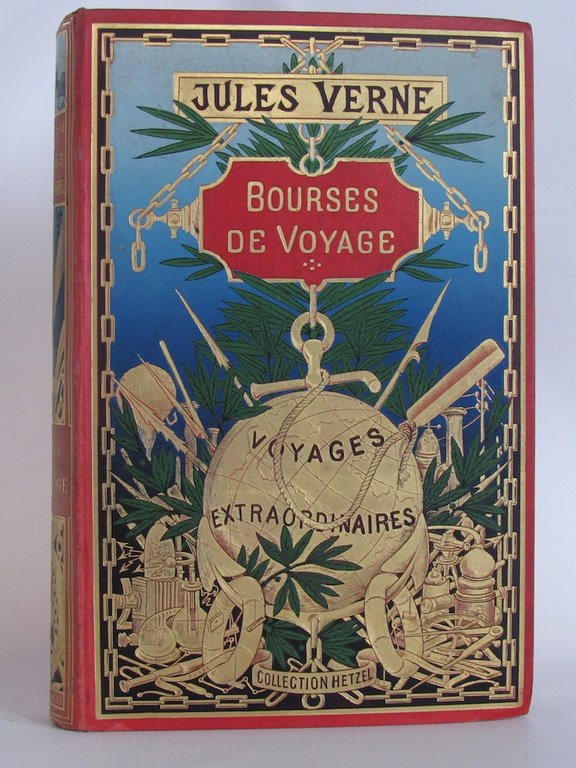 JULES VERNE
BOURSES
DE VOYAGE
VOYAGES
EXTRAORDINAIRES
COLLECTION HETZEL